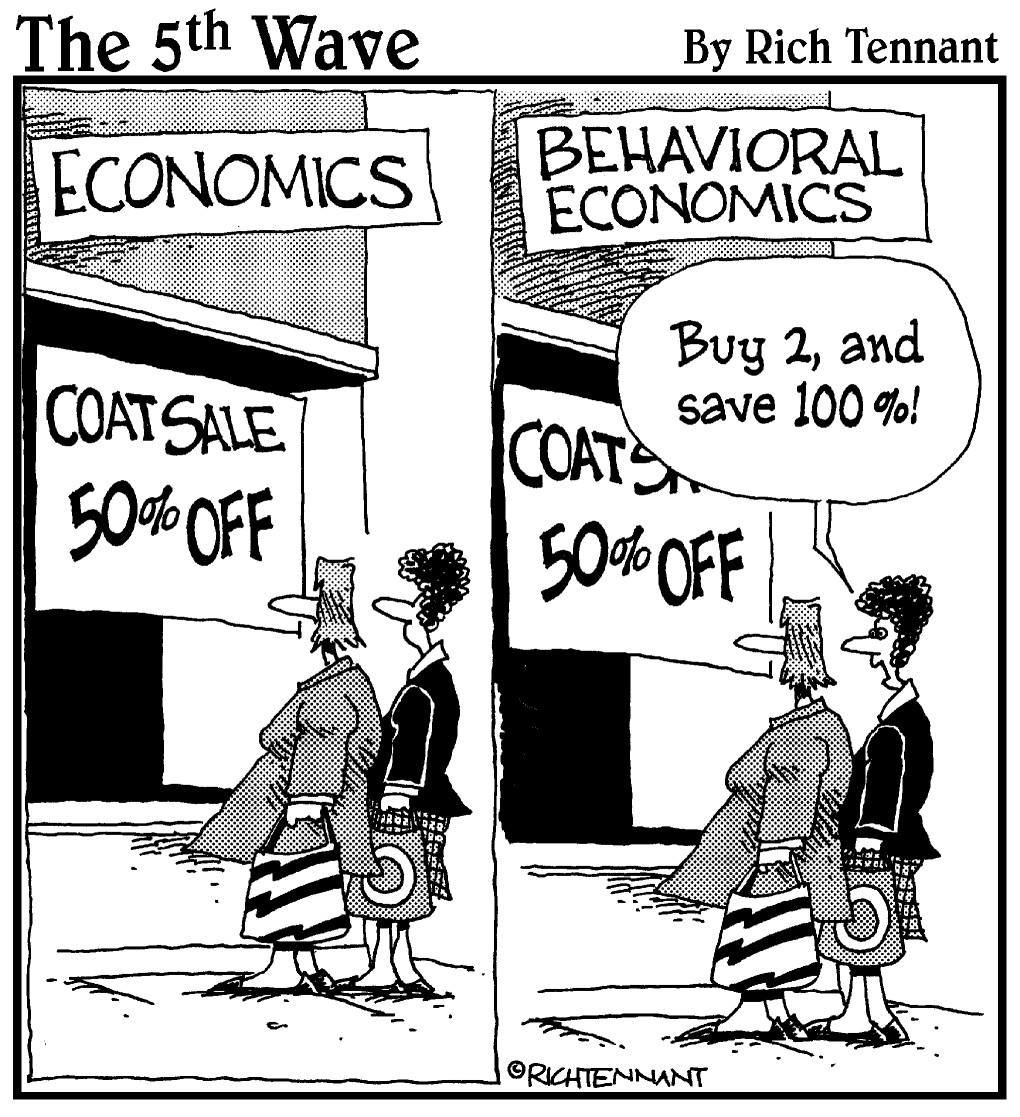 The 5th Wave
By Rich Tennant
ECONOMICS
COAT SALE
50% OFF
BEHAVIORAL
ECONOMICS
Buy 2, and
save 100%!
COAT SA
50% OFF
©RICHTENNANT